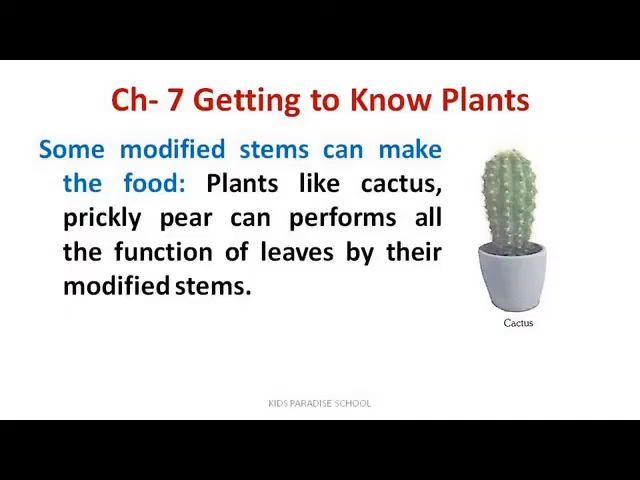 Ch- 7 Getting to Know Plants
Some modified stems can make
the food: Plants like cactus,
prickly pear can performs all
the function of leaves by their
modified stems.
Cactus
KIDS PARADISE SCHOOL